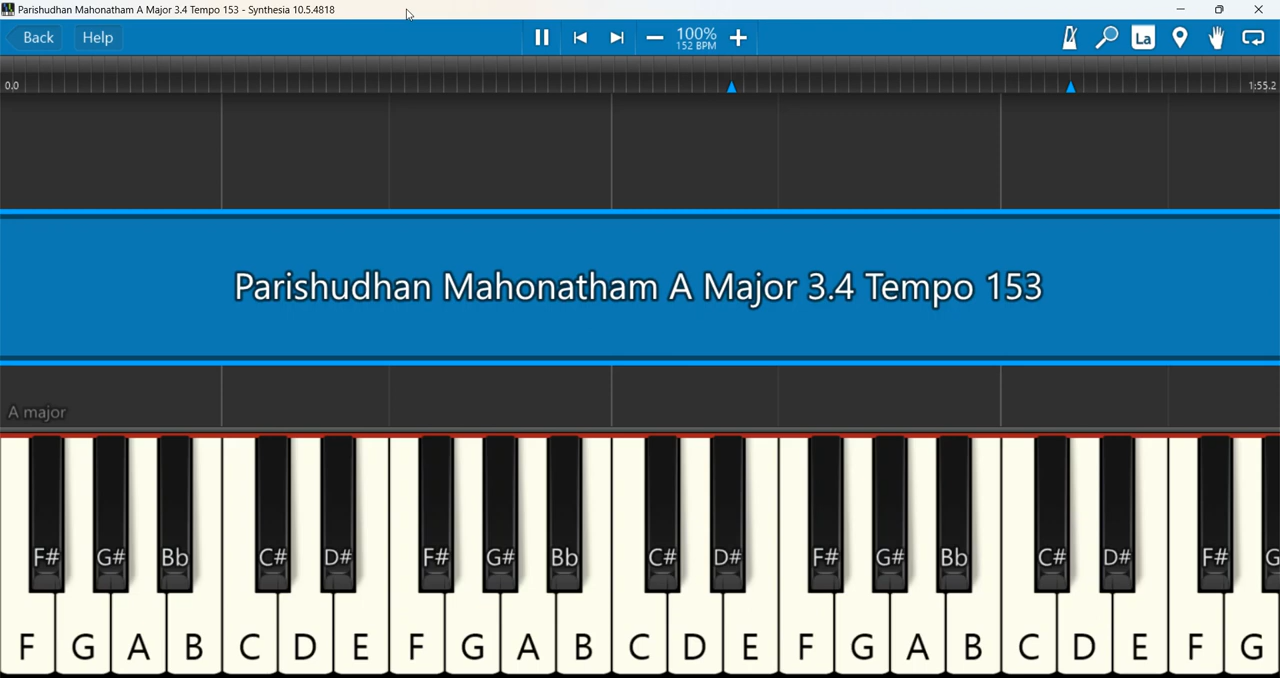 Parishudhan Mahonatham A Major 3.4 Tempo 153 - Synthesia 10.5.4818
Back Help 100% La
152 BPM
0.0 1:55.2
Parishudhan Mahonatham A Major 3.4 Tempo 153
A major
F# G# Bb C# D# F# G# Bb C# D# F# G# Bb C# D# F# G
F G A B C D E F G A B C D E F G A B C D E F G